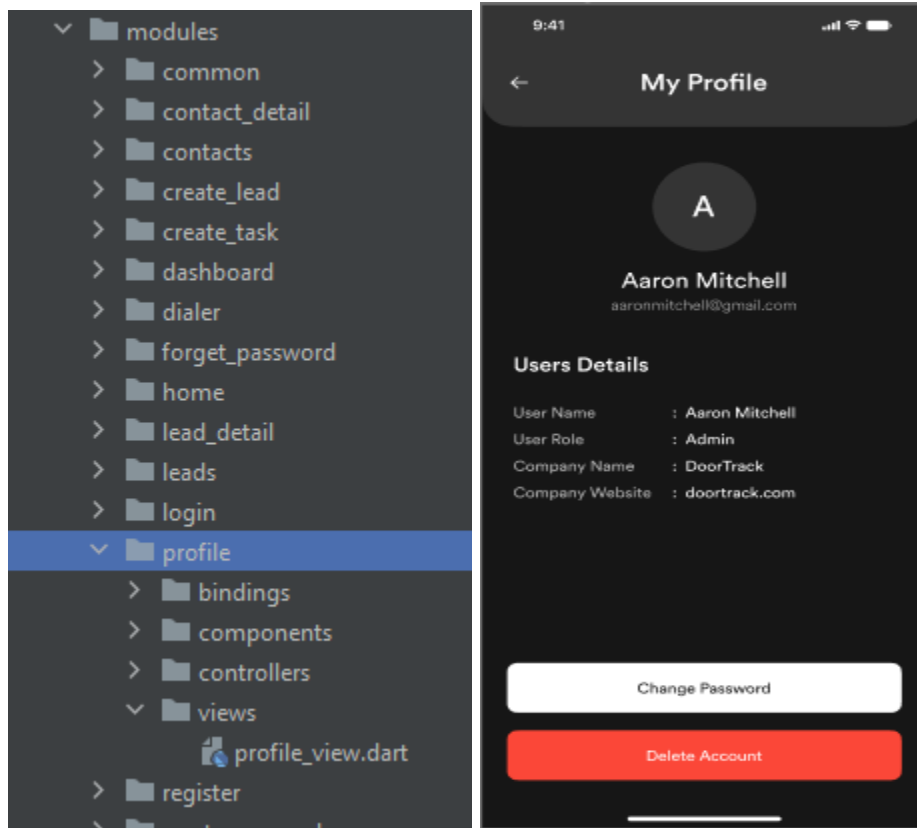 modules
common
contact_detail
contacts
create_lead
create_task
dashboard
dialer
forget_password
home
lead_detail
leads
login
profile
bindings
components
controllers
views
profile_view.dart
register
9:41
My Profile
A
Aaron Mitchell
aaronmitchell@gmail.com
Users Details
User Name : Aaron Mitchell
User Role : Admin
Company Name : DoorTrack
Company Website : doortrack.com
Change Password
Delete Account